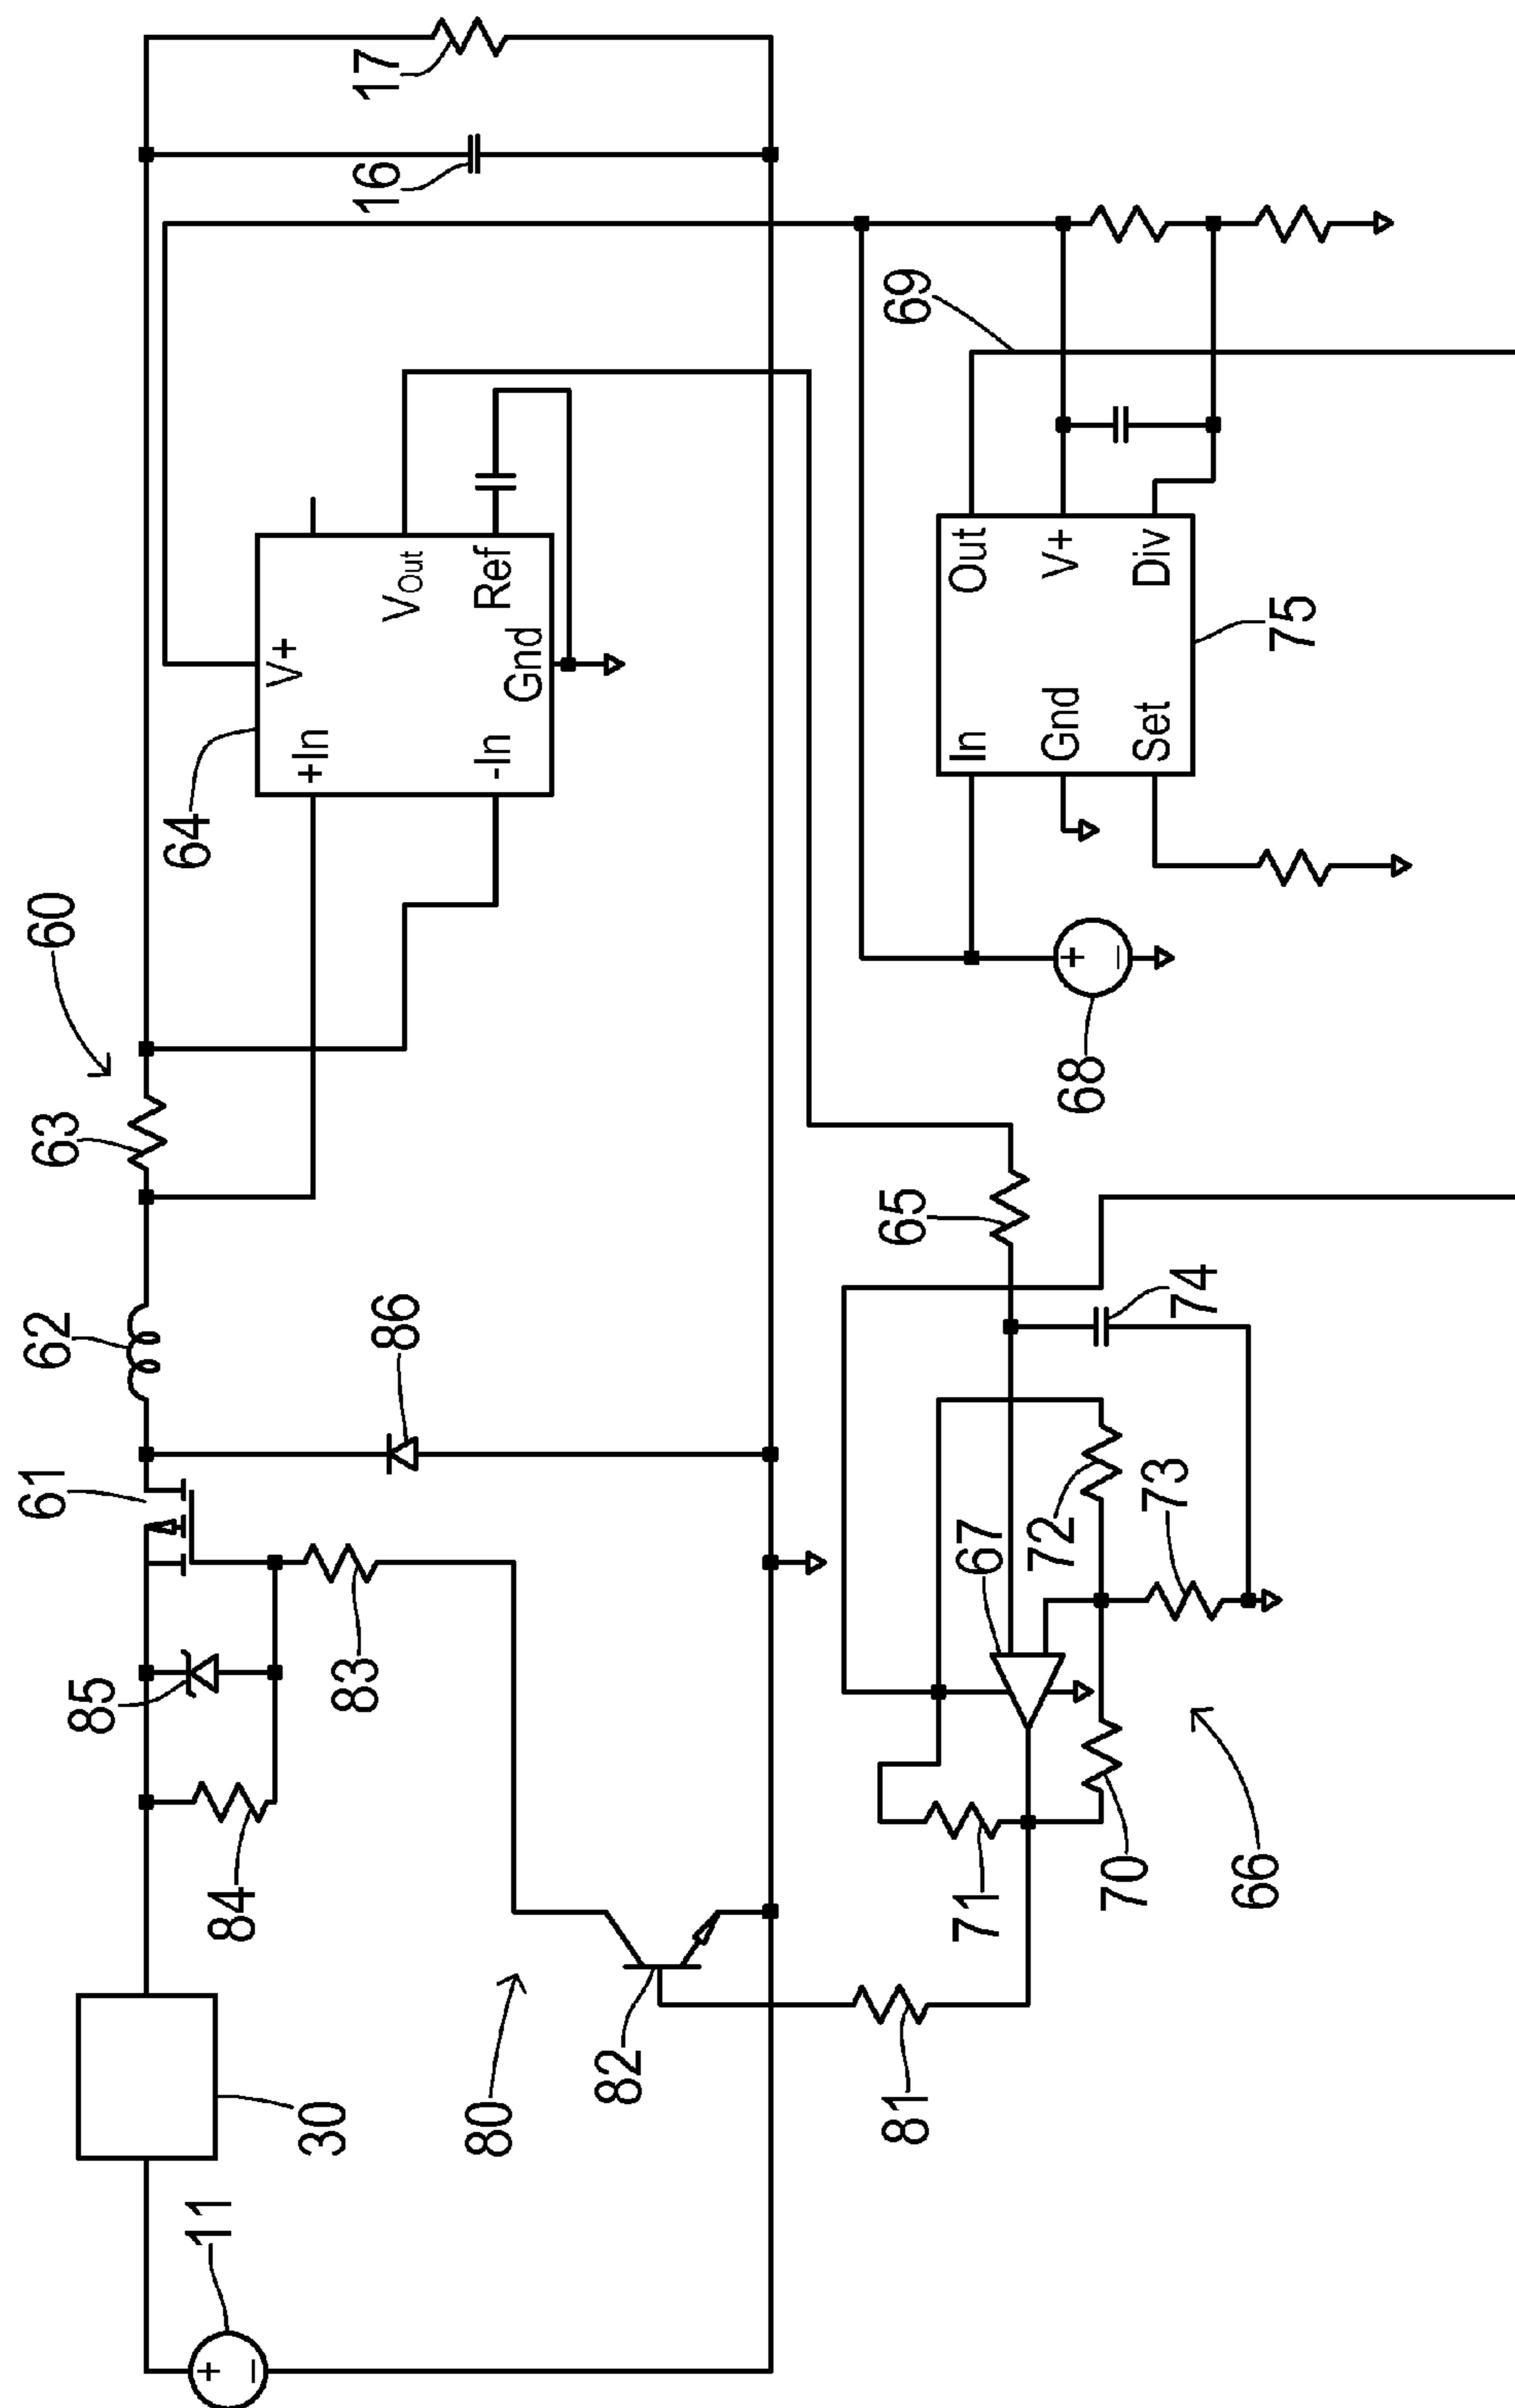 60
61
62
63
17
16
85
84
30
11
83
86
64
+In
V+
VOut
-In
Ref
Gnd
80
82
81
65
67
72
73
74
71
70
66
69
68
In
Out
Gnd
V+
Set
Div
75
+
−
+
−